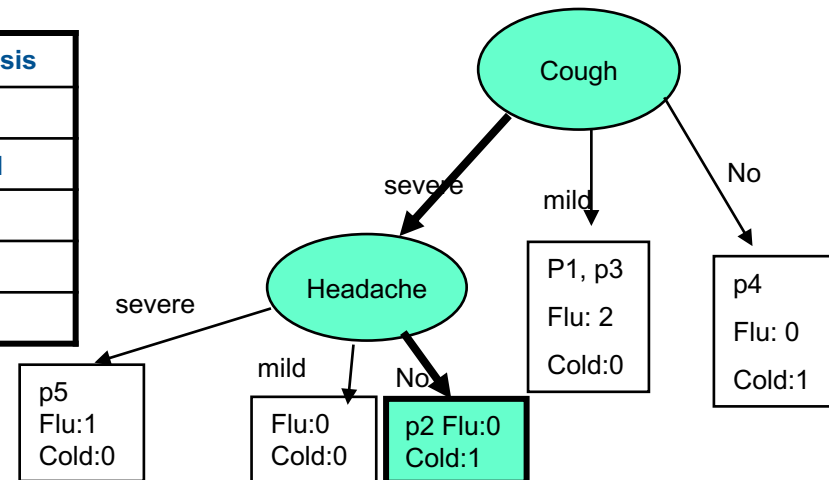 sis
Cough
severe
mild
No
Headache
P1, p3
Flu: 2
Cold:0
p4
Flu: 0
Cold:1
severe
mild
No
p5
Flu:1
Cold:0
Flu:0
Cold:0
p2 Flu:0
Cold:1